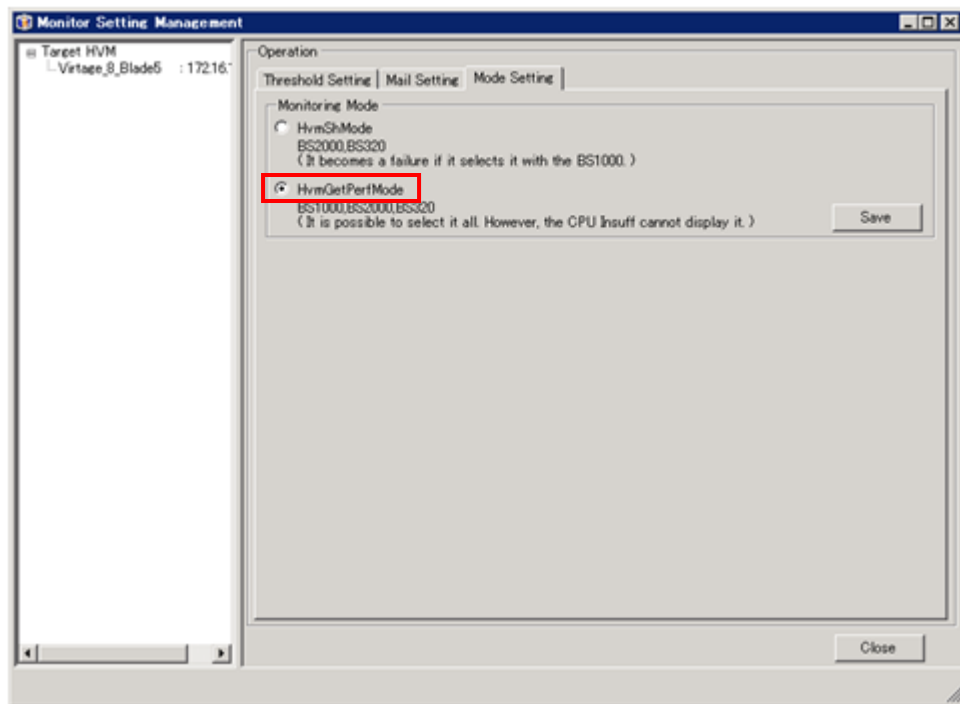 Monitor Setting Management
Target HVM
Virtage_8_Blade5 : 172.16.
Operation
Threshold Setting
Mail Setting
Mode Setting
Monitoring Mode
HvmShMode
BS2000,BS320
( It becomes a failure if it selects it with the BS1000. )
HvmGetPerfMode
BS1000,BS2000,BS320
( It is possible to select it all. However, the CPU Insuff cannot display it. )
Save
Close